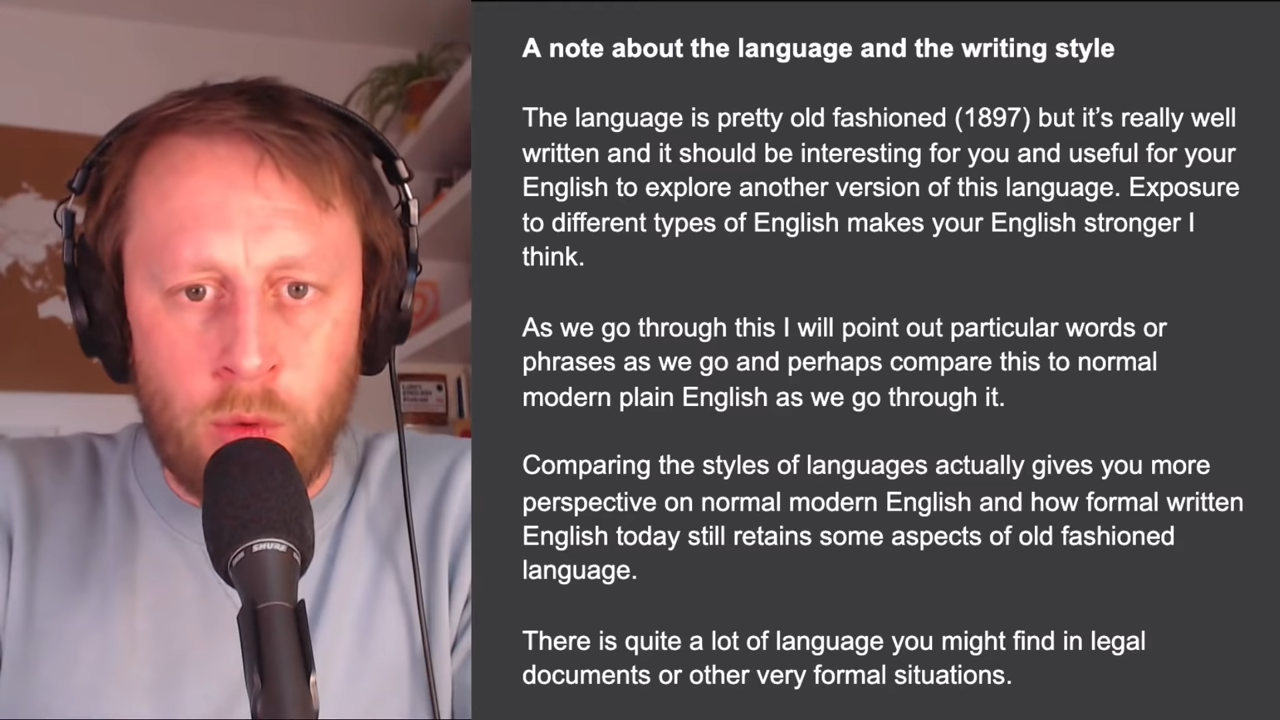 A note about the language and the writing style
The language is pretty old fashioned (1897) but it’s really well
written and it should be interesting for you and useful for your
English to explore another version of this language. Exposure
to different types of English makes your English stronger I
think.
As we go through this I will point out particular words or
phrases as we go and perhaps compare this to normal
modern plain English as we go through it.
Comparing the styles of languages actually gives you more
perspective on normal modern English and how formal written
English today still retains some aspects of old fashioned
language.
There is quite a lot of language you might find in legal
documents or other very formal situations.
SHURE